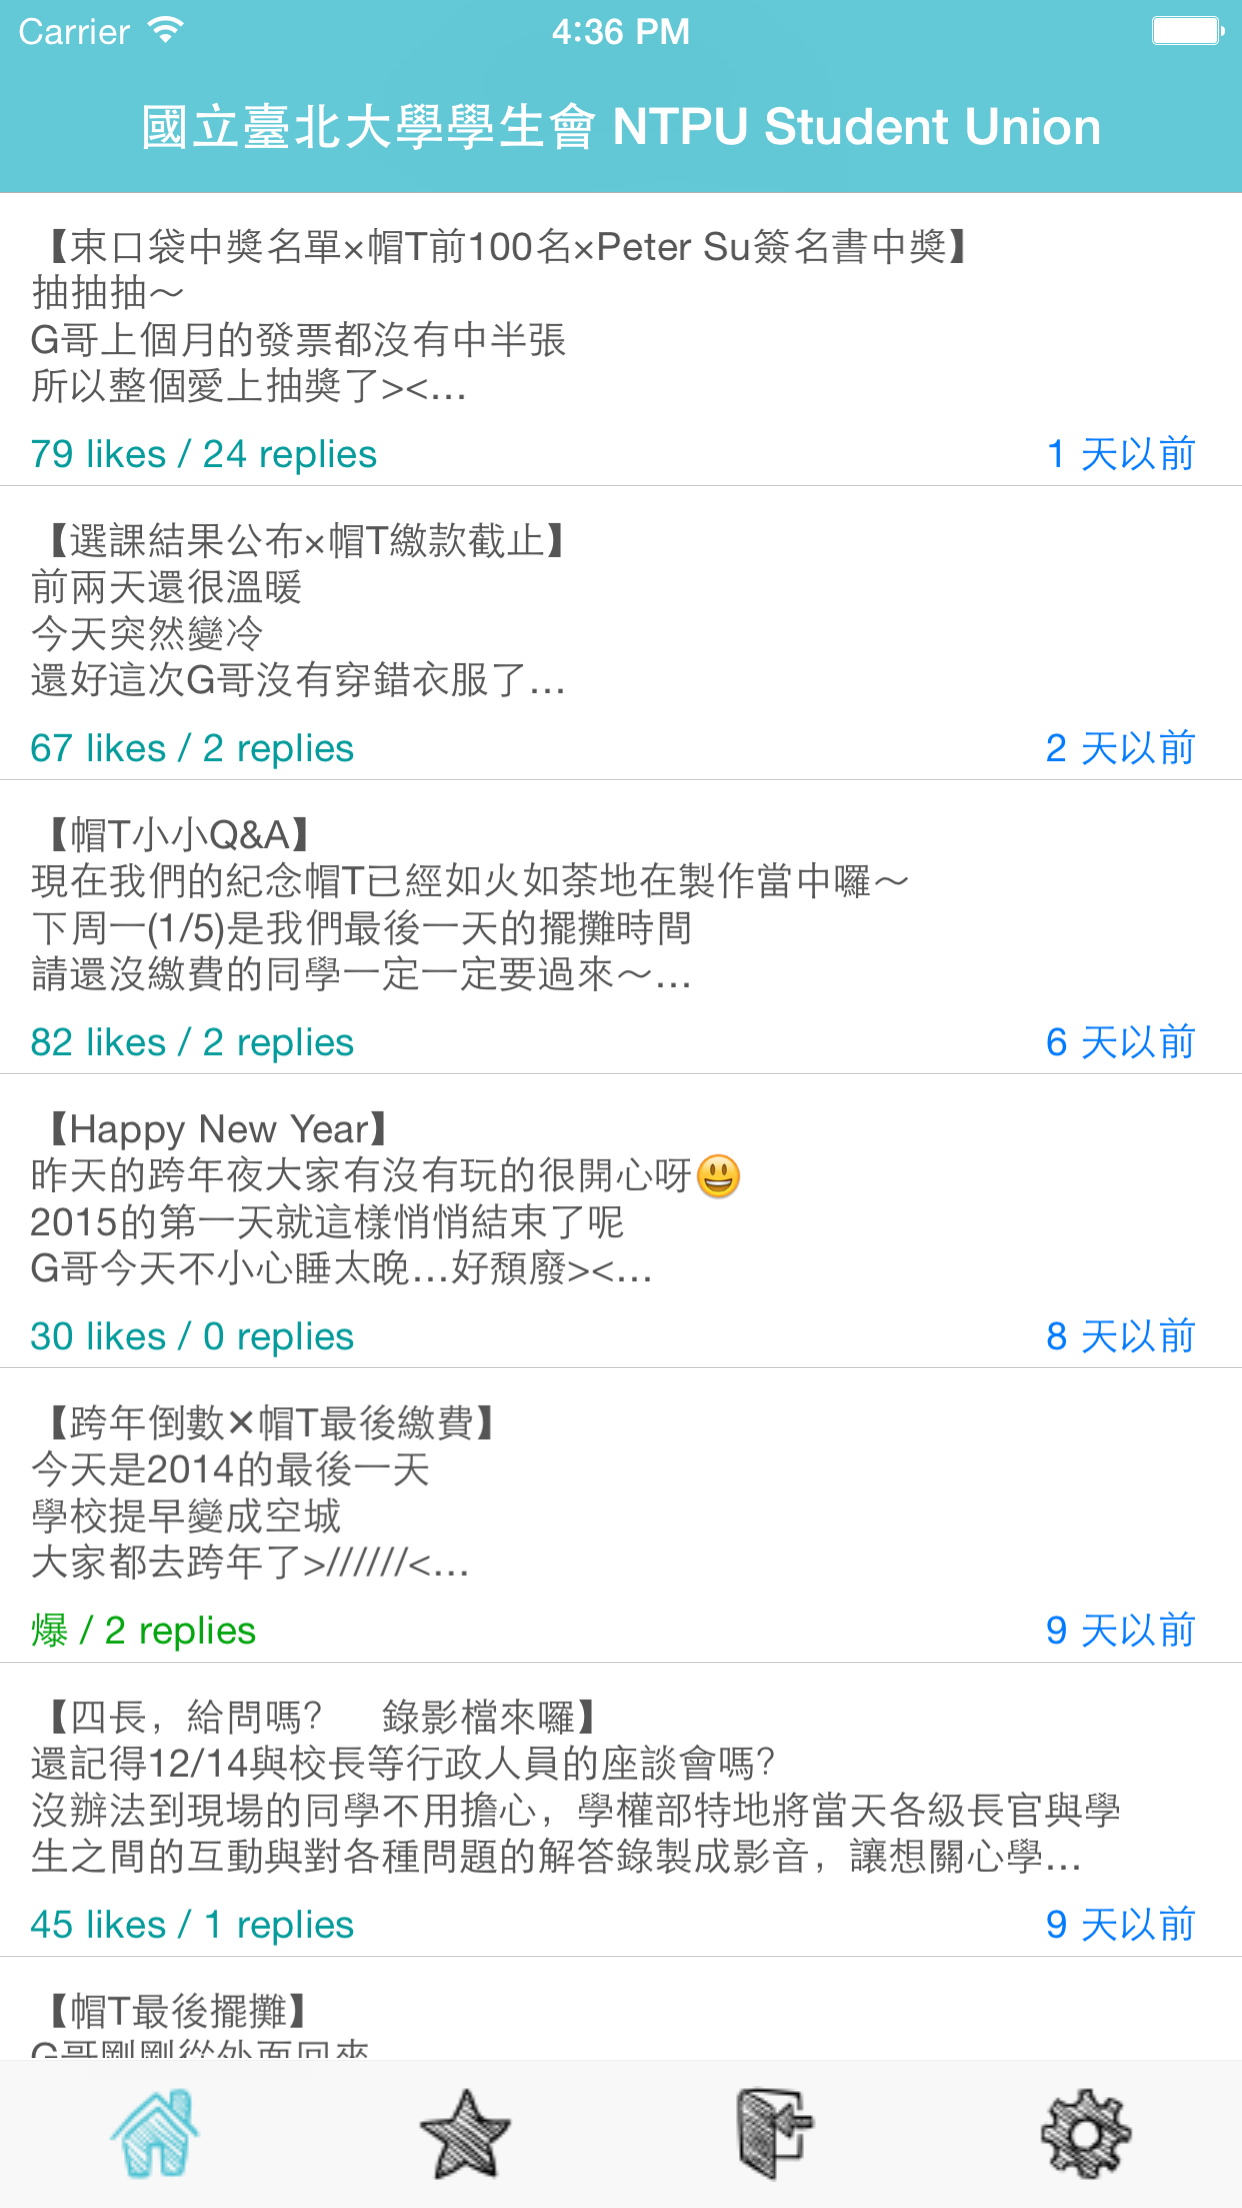 Carrier
4:36 PM
國立臺北大學學生會 NTPU Student Union
【束口袋中獎名單×帽T前100名×Peter Su簽名書中獎】
抽抽抽～
G哥上個月的發票都沒有中半張
所以整個愛上抽獎了><...
79 likes / 24 replies
1 天以前
【選課結果公布×帽T繳款截止】
前兩天還很溫暖
今天突然變冷
還好這次G哥沒有穿錯衣服了...
67 likes / 2 replies
2 天以前
【帽T小小Q&A】
現在我們的紀念帽T已經如火如荼地在製作當中囉～
下周一(1/5)是我們最後一天的擺攤時間
請還沒繳費的同學一定一定要過來～...
82 likes / 2 replies
6 天以前
【Happy New Year】
昨天的跨年夜大家有沒有玩的很開心呀😃
2015的第一天就這樣悄悄結束了呢
G哥今天不小心睡太晚...好頹廢><...
30 likes / 0 replies
8 天以前
【跨年倒數✕帽T最後繳費】
今天是2014的最後一天
學校提早變成空城
大家都去跨年了>//////<...
爆 / 2 replies
9 天以前
【四長，給問嗎？　錄影檔來囉】
還記得12/14與校長等行政人員的座談會嗎？
沒辦法到現場的同學不用擔心，學權部特地將當天各級長官與學
生之間的互動與對各種問題的解答錄製成影音，讓想關心學...
45 likes / 1 replies
9 天以前
【帽T最後擺攤】
G哥剛剛從外面回來